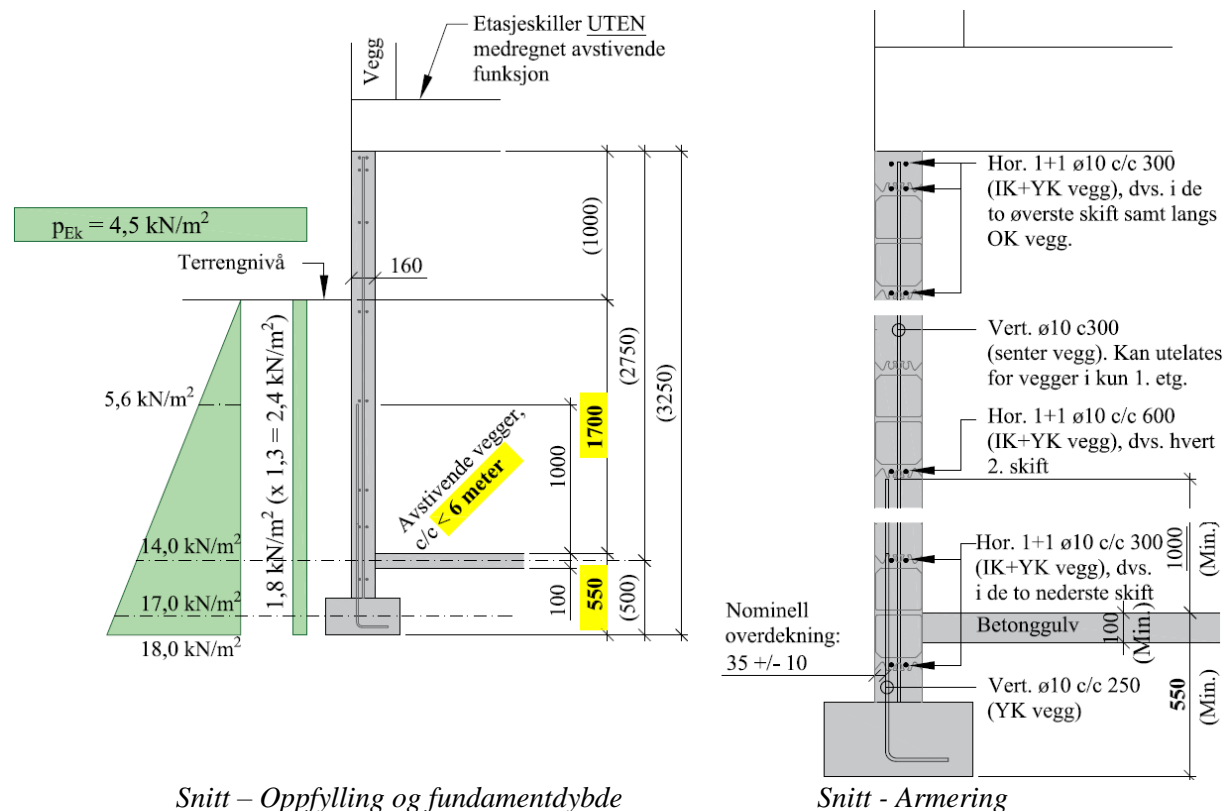 Vegg
Etasjeskiller UTEN
medregnet avstivende
funksjon
p_Ek = 4,5 kN/m²
Terrengnivå
160
(1000)
(2750)
(3250)
5,6 kN/m²
1,8 kN/m² (x 1,3 = 2,4 kN/m²)
Avstivende vegger,
c/c < 6 meter
1000
1700
14,0 kN/m²
17,0 kN/m²
18,0 kN/m²
100
550
(500)
Snitt – Oppfylling og fundamentdybde
Hor. 1+1 ø10 c/c 300
(IK+YK vegg), dvs. i de
to øverste skift samt langs
OK vegg.
Vert. ø10 c300
(senter vegg). Kan utelates
for vegger i kun 1. etg.
Hor. 1+1 ø10 c/c 600
(IK+YK vegg), dvs. hvert
2. skift
Hor. 1+1 ø10 c/c 300
(IK+YK vegg), dvs.
i de to nederste skift
1000
(Min.)
Nominell
overdekning:
35 +/- 10
Betonggulv
100
(Min.)
Vert. ø10 c/c 250
(YK vegg)
550
(Min.)
Snitt - Armering